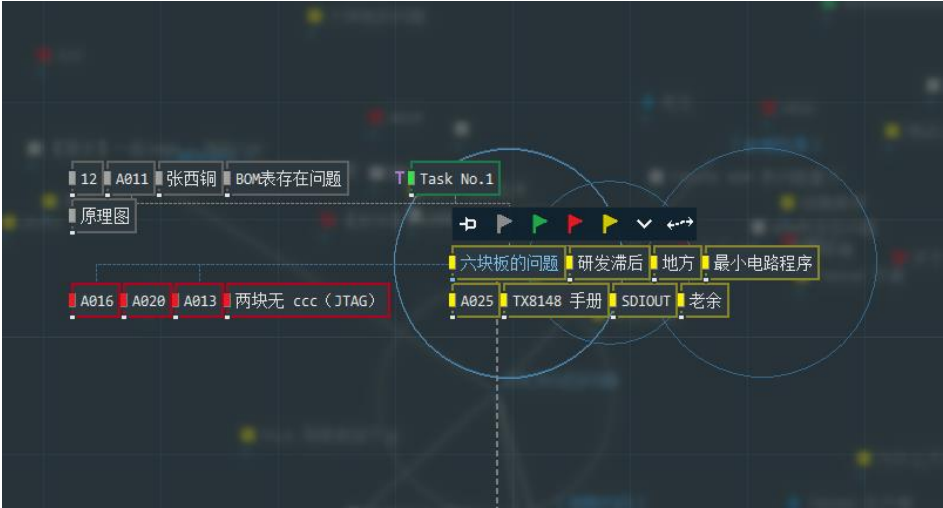 12 A011 张西铜 BOM表存在问题 T Task No.1
原理图
六块板的问题 研发滞后 地方 最小电路程序
A016 A020 A013 两块无 ccc（JTAG） A025 TX8148 手册 SDIOUT 老余